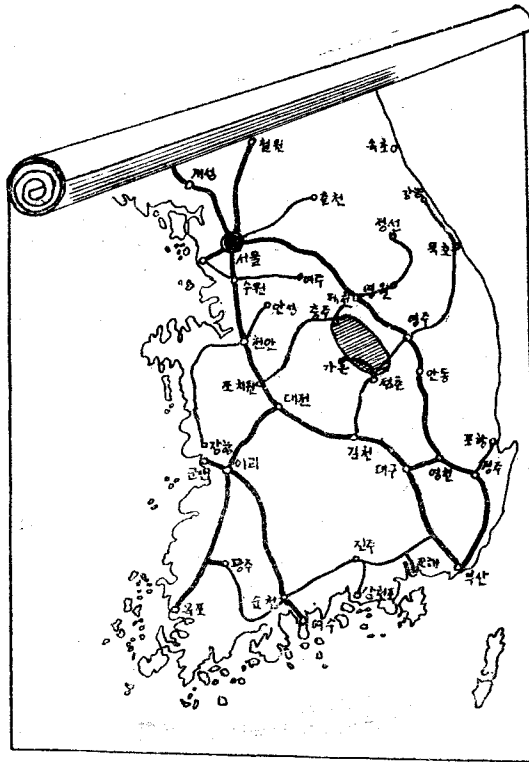 철원
개성
속초
춘천
강릉
정선
묵호
서울
수원
여주
제천
영월
안성
충주
영주
천안
가은
점촌
안동
조치원
대전
김천
포항
장항
군산
이리
대구
영천
경주
진주
진해
부산
광주
순천
삼천포
목포
여수